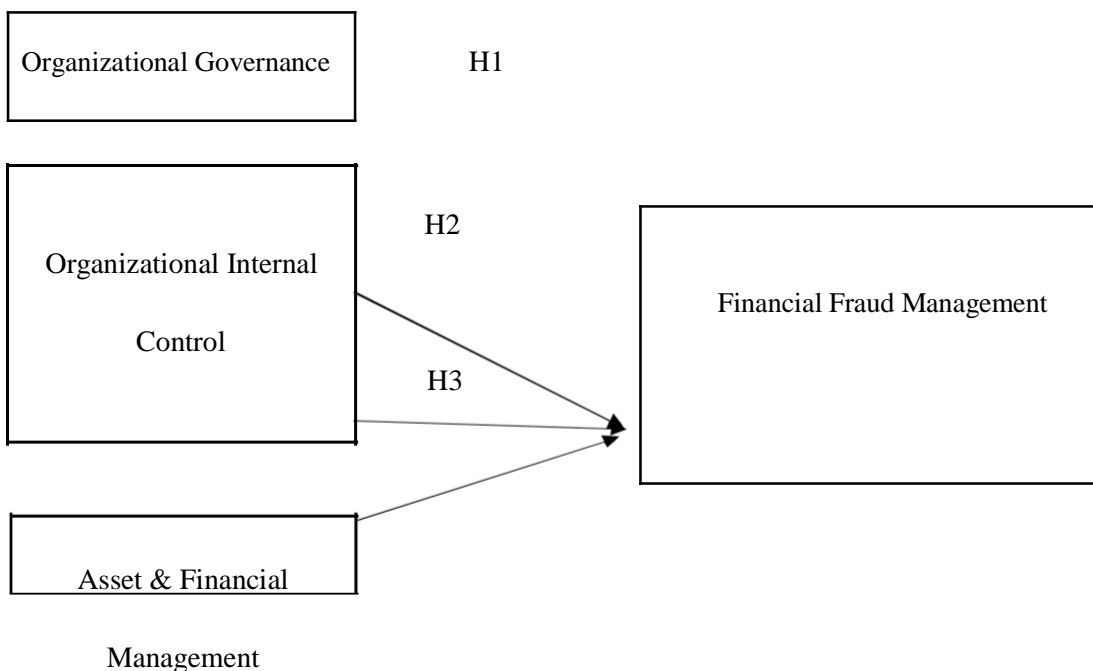 Organizational Governance
H1
H2
Organizational Internal
Control
Financial Fraud Management
H3
Asset & Financial
Management